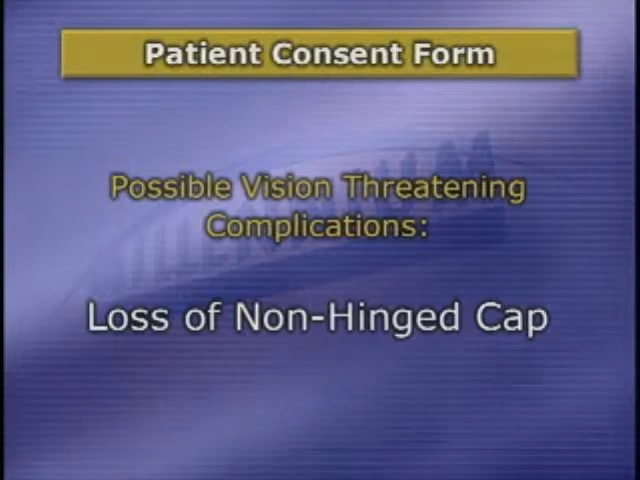 Patient Consent Form
Possible Vision Threatening
Complications:
Loss of Non-Hinged Cap